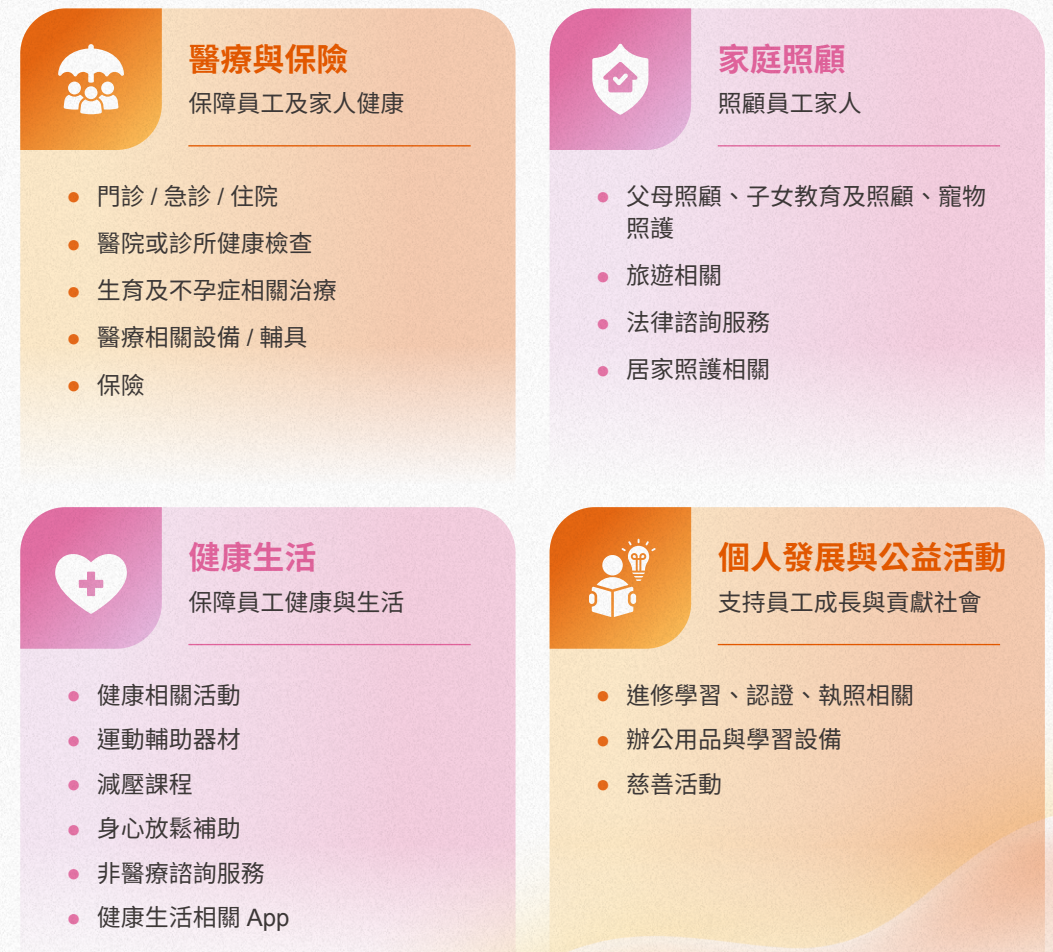 醫療與保險
保障員工及家人健康
門診 / 急診 / 住院
醫院或診所健康檢查
生育及不孕症相關治療
醫療相關設備 / 輔具
保險
家庭照顧
照顧員工家人
父母照顧、子女教育及照顧、寵物
照護
旅遊相關
法律諮詢服務
居家照護相關
健康生活
保障員工健康與生活
健康相關活動
運動輔助器材
減壓課程
身心放鬆補助
非醫療諮詢服務
健康生活相關 App
個人發展與公益活動
支持員工成長與貢獻社會
進修學習、認證、執照相關
辦公用品與學習設備
慈善活動